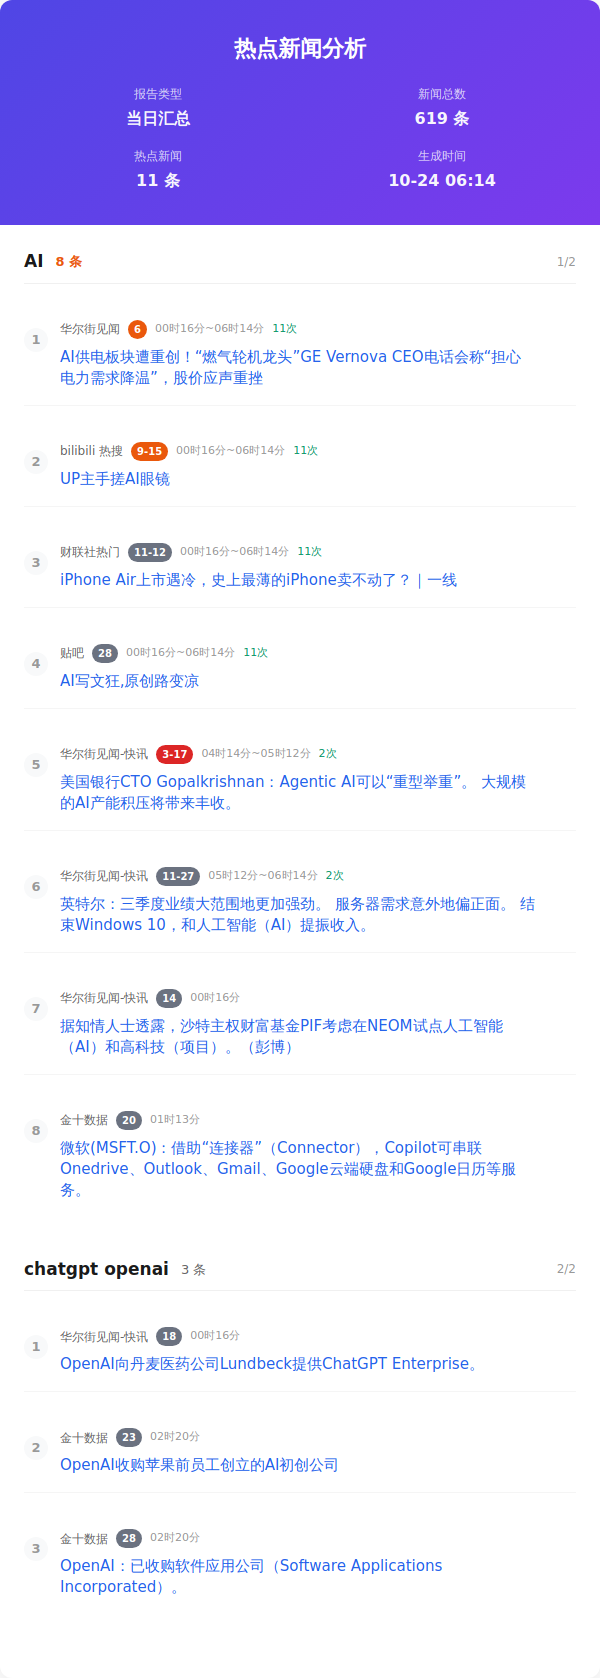 热点新闻分析
报告类型
新闻总数
当日汇总
619 条
热点新闻
生成时间
11 条
10-24 06:14
AI 8 条 1/2
1 华尔街见闻 6 00时16分~06时14分 11次
AI供电板块遭重创！“燃气轮机龙头”GE Vernova CEO电话会称“担心
电力需求降温”，股价应声重挫
2 bilibili 热搜 9-15 00时16分~06时14分 11次
UP主手搓AI眼镜
3 财联社热门 11-12 00时16分~06时14分 11次
iPhone Air上市遇冷，史上最薄的iPhone卖不动了？｜一线
4 贴吧 28 00时16分~06时14分 11次
AI写文狂,原创路变凉
5 华尔街见闻-快讯 3-17 04时14分~05时12分 2次
美国银行CTO Gopalkrishnan：Agentic AI可以“重型举重”。 大规模
的AI产能积压将带来丰收。
6 华尔街见闻-快讯 11-27 05时12分~06时14分 2次
英特尔：三季度业绩大范围地更加强劲。 服务器需求意外地偏正面。 结
束Windows 10，和人工智能（AI）提振收入。
7 华尔街见闻-快讯 14 00时16分
据知情人士透露，沙特主权财富基金PIF考虑在NEOM试点人工智能
（AI）和高科技（项目）。（彭博）
8 金十数据 20 01时13分
微软(MSFT.O)：借助“连接器”（Connector），Copilot可串联
Onedrive、Outlook、Gmail、Google云端硬盘和Google日历等服
务。
chatgpt openai 3 条 2/2
1 华尔街见闻-快讯 18 00时16分
OpenAI向丹麦医药公司Lundbeck提供ChatGPT Enterprise。
2 金十数据 23 02时20分
OpenAI收购苹果前员工创立的AI初创公司
3 金十数据 28 02时20分
OpenAI：已收购软件应用公司（Software Applications
Incorporated）。